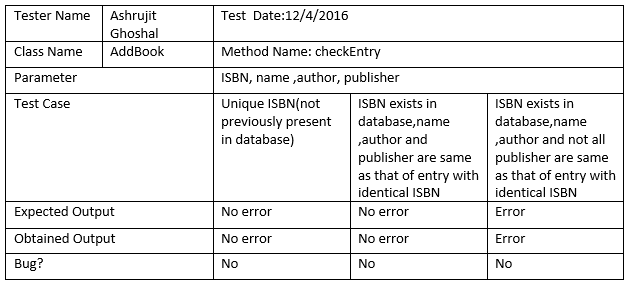 Tester Name Ashrujit Test  Date:12/4/2016
Ghoshal
Class Name AddBook Method Name: checkEntry
Parameter ISBN, name ,author, publisher
Test Case
Unique ISBN(not
previously present
in database)
ISBN exists in
database,name
,author and
publisher are same
as that of entry with
identical ISBN
ISBN exists in
database,name
,author and not all
publisher are same
as that of entry with
identical ISBN
Expected Output No error No error Error
Obtained Output No error No error Error
Bug? No No No